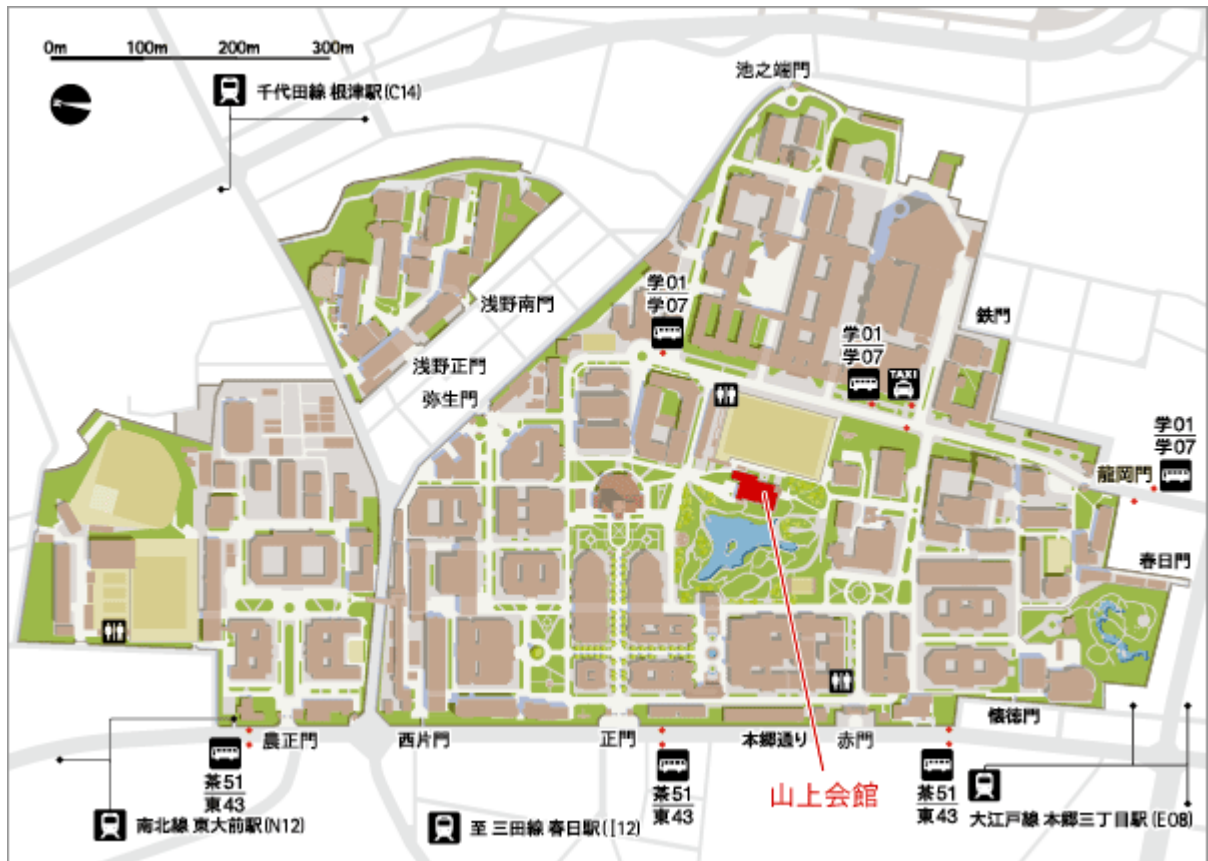 0m 100m 200m 300m
千代田線 根津駅(C14)
池之端門
学01
学07
浅野南門
鉄門
学01
学07
TAXI
浅野正門
弥生門
学01
学07
龍岡門
春日門
農正門
西片門
正門
本郷通り
赤門
懐徳門
茶51
東43
茶51
東43
茶51
東43
山上会館
南北線 東大前駅(N12)
至 三田線 春日駅([12)
大江戸線 本郷三丁目駅(E08)